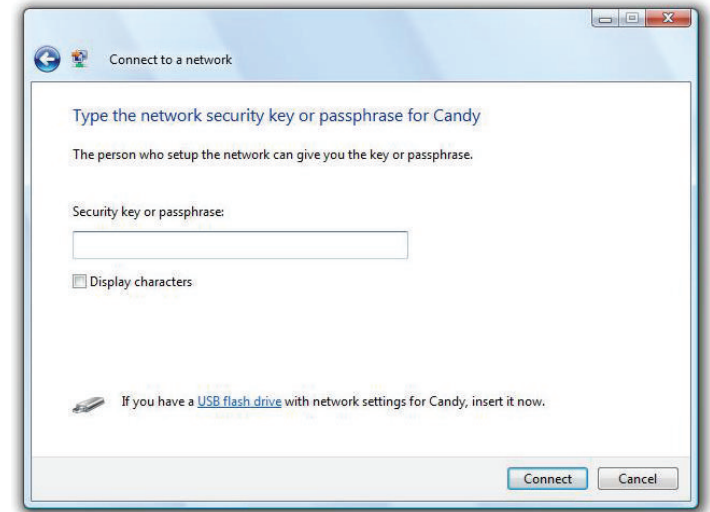 Connect to a network
Type the network security key or passphrase for Candy
The person who setup the network can give you the key or passphrase.
Security key or passphrase:
Display characters
If you have a USB flash drive with network settings for Candy, insert it now.
Connect Cancel